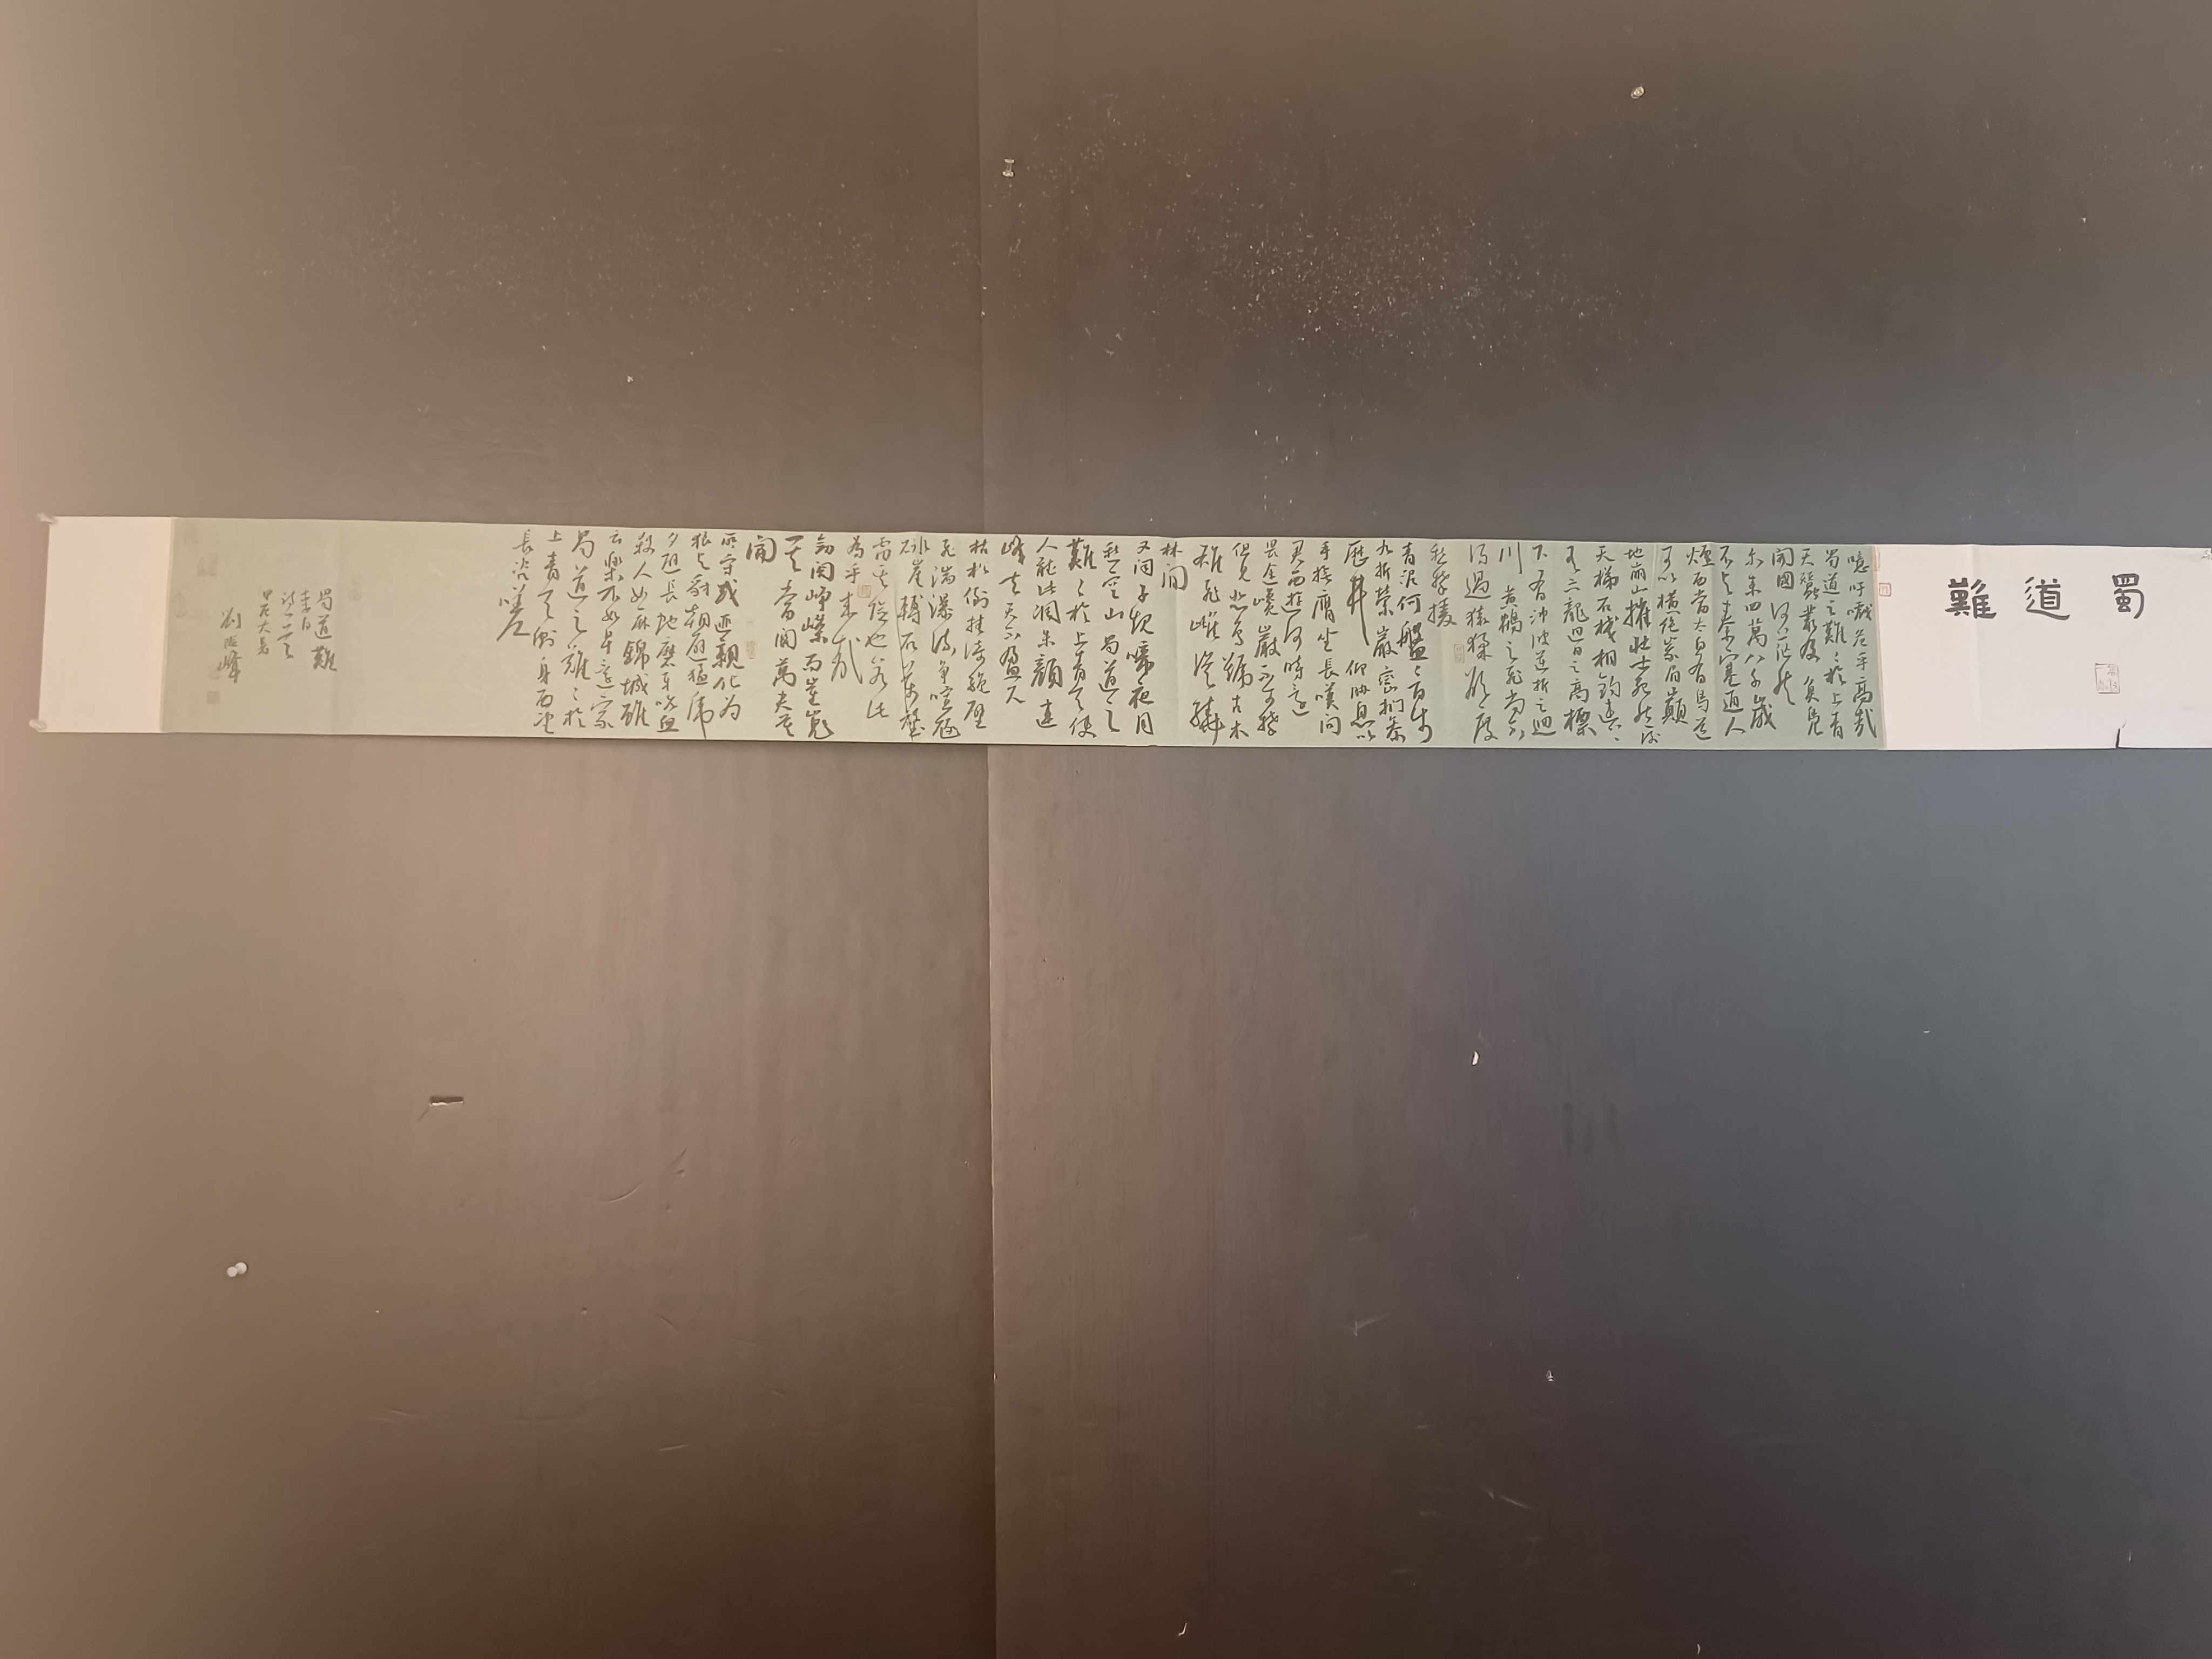 蜀道難
噫吁嚱危乎高哉
蜀道之難〻於上青
天蠶叢及魚鳧
開國何茫然
尔來四萬八千歲
不與秦塞通人
煙西當太白有鳥道
可以橫絕峨眉巔
地崩山摧壯士死然後
天梯石棧相鈎連上
有六龍回日之高標
下有沖波逆折之迴
川黃鶴之飛尚不
得過猿猱欲度
愁攀援
青泥何盤〻百步
九折縈巖巒捫參
歷井仰脅息以
手撫膺坐長嘆問
君西遊何時還
畏途巉巖不可攀
但見悲鳥號古木
雄飛雌從繞
林間
又聞子規啼夜月
愁空山蜀道之
難〻於上青天使
人聽此凋朱顏連
峰去天不盈尺
枯松倒挂倚絕壁
飛湍瀑流爭喧豗
砯崖轉石萬壑
雷其險也若此
為乎來哉
劍閣崢嶸而崔嵬
一夫當關萬夫莫
開
所守或匪親化為
狼與豺朝避猛虎
夕避長蛇磨牙吮血
殺人如麻錦城雖
云樂不如早還家
蜀道之難〻於
上青天側身西望
長咨嗟
蜀道難
李白
劉
峰